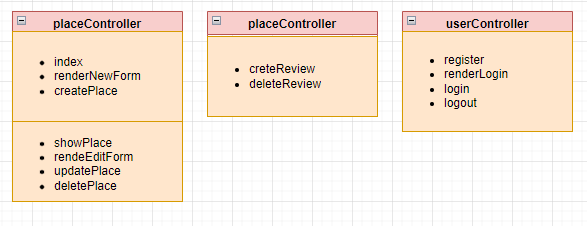 placeController
index
renderNewForm
createPlace
showPlace
rendeEditForm
updatePlace
deletePlace
placeController
creteReview
deleteReview
userController
register
renderLogin
login
logout